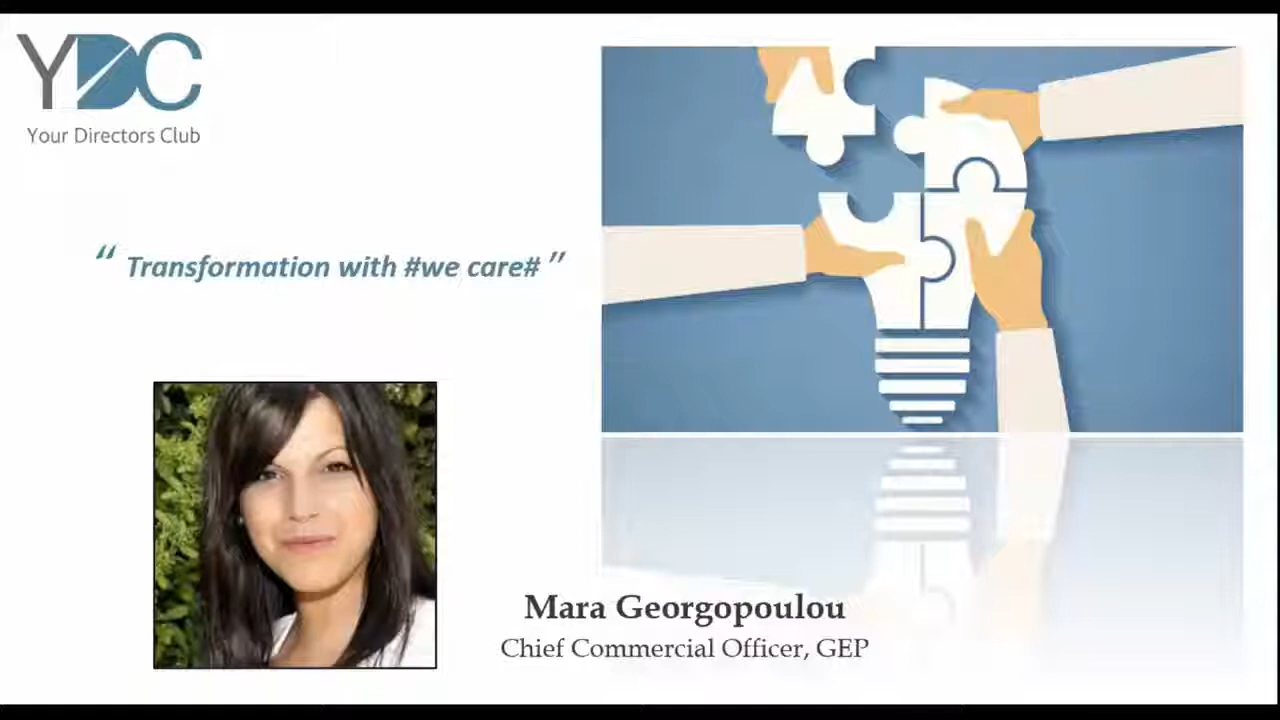 YDC
Your Directors Club
“ Transformation with #we care# ”
Mara Georgopoulou
Chief Commercial Officer, GEP